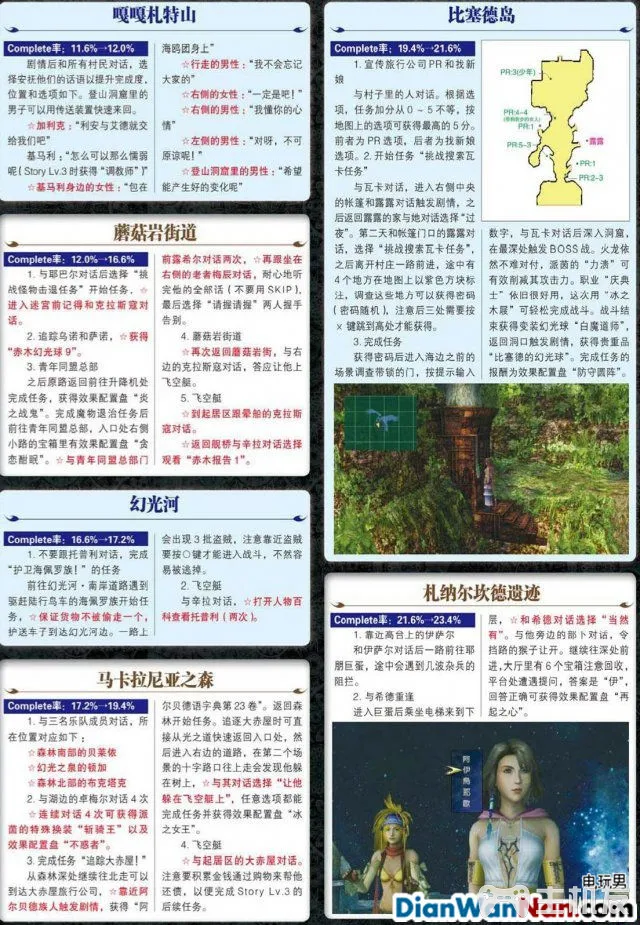 嘎嘎札特山
Complete率：11.6%→12.0%
剧情后和所有村民对话，选
择安抚他们的话语以提升完成度，
位置和选项如下。登山洞窟里的
男子可以用传送装置快速来回。
☆加利克：“利安与艾德就交
给我们吧”
基马利：“怎么可以那么懦弱
呢（Story Lv.3时获得“调教师”）”
☆基马利身边的女性：“包在
海鸥团身上”
☆行走的男性：“我不会忘记
大家的”
☆右侧的女性：“一定是吧！”
☆右侧的男性：“我懂你的心
情”
☆左侧的男性：“对呀，不可
原谅呢！”
☆登山洞窟里的男性：“希望
能产生好的变化呢”
蘑菇岩街道
Complete率：12.0%→16.6%
1. 与耶巴尔对话后选择“挑
战怪物击退任务”开始任务，☆
进入迷宫前记得和克拉斯寇对
话。
2. 追踪乌诺和萨诺，☆获得
“赤木幻光球 9”。
3. 青年同盟总部
之后原路返回前往升降机处
完成任务，获得效果配置盘“炎
之战鬼”。完成魔物退治任务后
前往青年同盟总部，入口处右侧
小路的宝箱里有效果配置盘“贪
恋酣眠”。☆与青年同盟总部门
前露希尔对话两次，☆再跟坐在
右侧的老者梅辰对话，耐心地听
完他的全部话（不要用SKIP），
最后选择“请握请握”两人握手
告别。
4. 蘑菇岩街道
☆再次返回蘑菇岩街，与右
边的克拉斯寇对话，答应让他上
飞空艇。
5. 飞空艇
☆到起居区跟晕船的克拉斯
寇对话。
☆返回舰桥与辛拉对话选择
观看“赤木报告1”。
幻光河
Complete率：16.6%→17.2%
1. 不要跟托普利对话，完成
“护卫海佩罗族！”的任务
前往幻光河·南岸道路遇到
驱赶陆行鸟车的海佩罗族开始任
务，☆保证货物不被偷走一个，
护送车子到达幻光河边。一路上
会出现3批盗贼，注意靠近盗贼
要按○键才能进入战斗，不然容
易被逃掉。
2. 飞空艇
与辛拉对话，☆打开人物百
科查看托普利（两次）。
马卡拉尼亚之森
Complete率：17.2%→19.4%
1. 与三名乐队成员对话，所
在位置对应如下；
☆森林南部的贝莱侬
☆幻光之泉的顿加
☆森林北部的布克塔克
2. 与湖边的卓梅尔对话4次
☆连续对话4次可获得派
茵的特殊换装“斩骑王”以及
效果配置盘“不惑者”。
3. 完成任务“追踪大赤屋！”
从森林深处继续往北走可以
到达大赤屋旅行公司，☆靠近阿
尔贝德族人触发剧情，获得“阿
尔贝德语字典第23卷”。返回森
林开始任务。追逐大赤屋时可直
接从光之道快速返回入口处，然
后进入右边的道路，在第二个场
景的十字路口往上走会发现他躲
在树上，☆与其对话选择“让他
躲在飞空艇上”，任意选项都能
完成任务并获得效果配置盘“冰
之女王”。
4. 飞空艇
☆与起居区的大赤屋对话。
注意要积累金钱通过购物来帮他
还债，以便完成 Story Lv.3的
后续任务。
比塞德岛
Complete率：19.4%→21.6%
1. 宣传旅行公司PR和找新
娘
与村子里的人对话。根据选
项，任务加分从0～5不等，按
地图上的选项可获得最高的5分。
前者为PR选项，后者为找新娘
选项。2. 开始任务“挑战搜索瓦
卡任务”
与瓦卡对话，进入右侧中央
的帐篷和露露对话触发剧情，之
后返回露露的家与她对话选择“过
夜”。第二天和帐篷门口的露露对
话，选择“挑战搜索瓦卡任务”，
之后离开村庄一路前进，途中有
4个地方在地图上以紫色方块标
注，调查这些地方可以获得密码
（密码随机），注意后三处需要按
×键跳到高处才能获得。
3. 完成任务
获得密码后进入海边之前的
场景调查带锁的门，按提示输入
PR:3(少年)
PR:4-4
PR:1
PR:5-3
露露
PR:1
PR:2-3
数字，与瓦卡对话后深入洞窟，
在最深处触发BOSS战。火龙依
然不难对付，派茵的“力溃”可
有效削减其攻击力。职业“庆典
士”依旧很好用，这次用“冰之
木屐”可轻松完成战斗。战斗结
束获得变装幻光球“白魔道师”，
返回洞口触发剧情，获得贵重品
“比塞德的幻光球”。完成任务的
报酬为效果配置盘“防守圆阵”。
札纳尔坎德遗迹
Complete率：21.6%→23.4%
1. 靠近高台上的伊萨尔
和伊萨尔对话后一路前往耶
朋巨蛋，途中会遇到几波杂兵的
阻拦。
2. 与希德重逢
进入巨蛋后乘坐电梯来到下
层，☆和希德对话选择“当然
有”。与他旁边的部下对话，令
挡路的猴子让开。继续往深处前
进，大厅里有6个宝箱注意回收，
平台处遭遇提问，答案是“伊”，
回答正确可获得效果配置盘“再
起之心”。
阿
伊
鳥
耶
歌
电玩男
DianWanNan.com